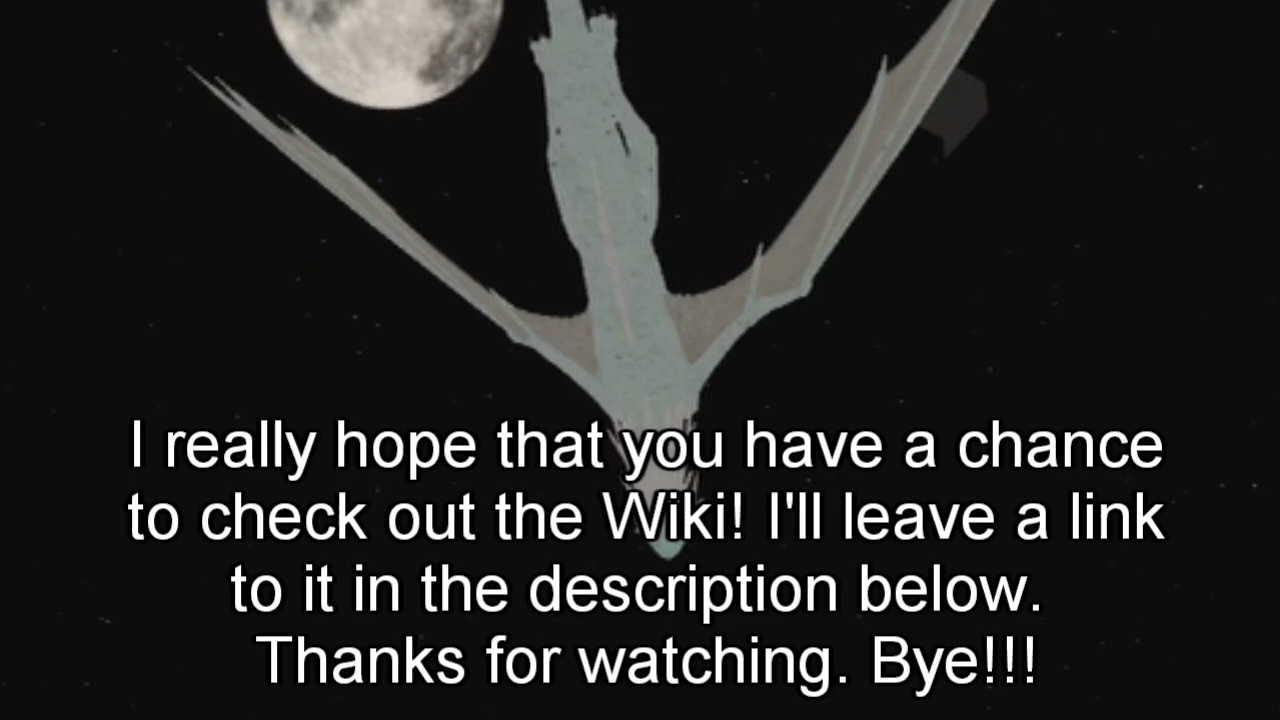 I really hope that you have a chance
to check out the Wiki! I'll leave a link
to it in the description below.
Thanks for watching. Bye!!!